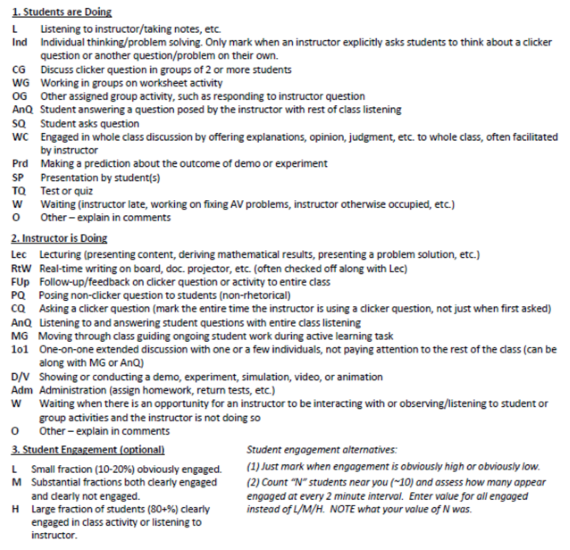 1. Students are Doing
L Listening to instructor/taking notes, etc.
Ind Individual thinking/problem solving. Only mark when an instructor explicitly asks students to think about a clicker
question or another question/problem on their own.
CG Discuss clicker question in groups of 2 or more students
WG Working in groups on worksheet activity
OG Other assigned group activity, such as responding to instructor question
AnQ Student answering a question posed by the instructor with rest of class listening
SQ Student asks question
WC Engaged in whole class discussion by offering explanations, opinion, judgment, etc. to whole class, often facilitated
by instructor
Prd Making a prediction about the outcome of demo or experiment
SP Presentation by student(s)
TQ Test or quiz
W Waiting (instructor late, working on fixing AV problems, instructor otherwise occupied, etc.)
O Other – explain in comments
2. Instructor is Doing
Lec Lecturing (presenting content, deriving mathematical results, presenting a problem solution, etc.)
RtW Real-time writing on board, doc. projector, etc. (often checked off along with Lec)
FUp Follow-up/feedback on clicker question or activity to entire class
PQ Posing non-clicker question to students (non-rhetorical)
CQ Asking a clicker question (mark the entire time the instructor is using a clicker question, not just when first asked)
AnQ Listening to and answering student questions with entire class listening
MG Moving through class guiding ongoing student work during active learning task
1o1 One-on-one extended discussion with one or a few individuals, not paying attention to the rest of the class (can be
along with MG or AnQ)
D/V Showing or conducting a demo, experiment, simulation, video, or animation
Adm Administration (assign homework, return tests, etc.)
W Waiting when there is an opportunity for an instructor to be interacting with or observing/listening to student or
group activities and the instructor is not doing so
O Other – explain in comments
3. Student Engagement (optional)
L Small fraction (10-20%) obviously engaged.
M Substantial fractions both clearly engaged
and clearly not engaged.
H Large fraction of students (80+%) clearly
engaged in class activity or listening to
instructor.
Student engagement alternatives:
(1) Just mark when engagement is obviously high or obviously low.
(2) Count "N" students near you (~10) and assess how many appear
engaged at every 2 minute interval. Enter value for all engaged
instead of L/M/H. NOTE what your value of N was.